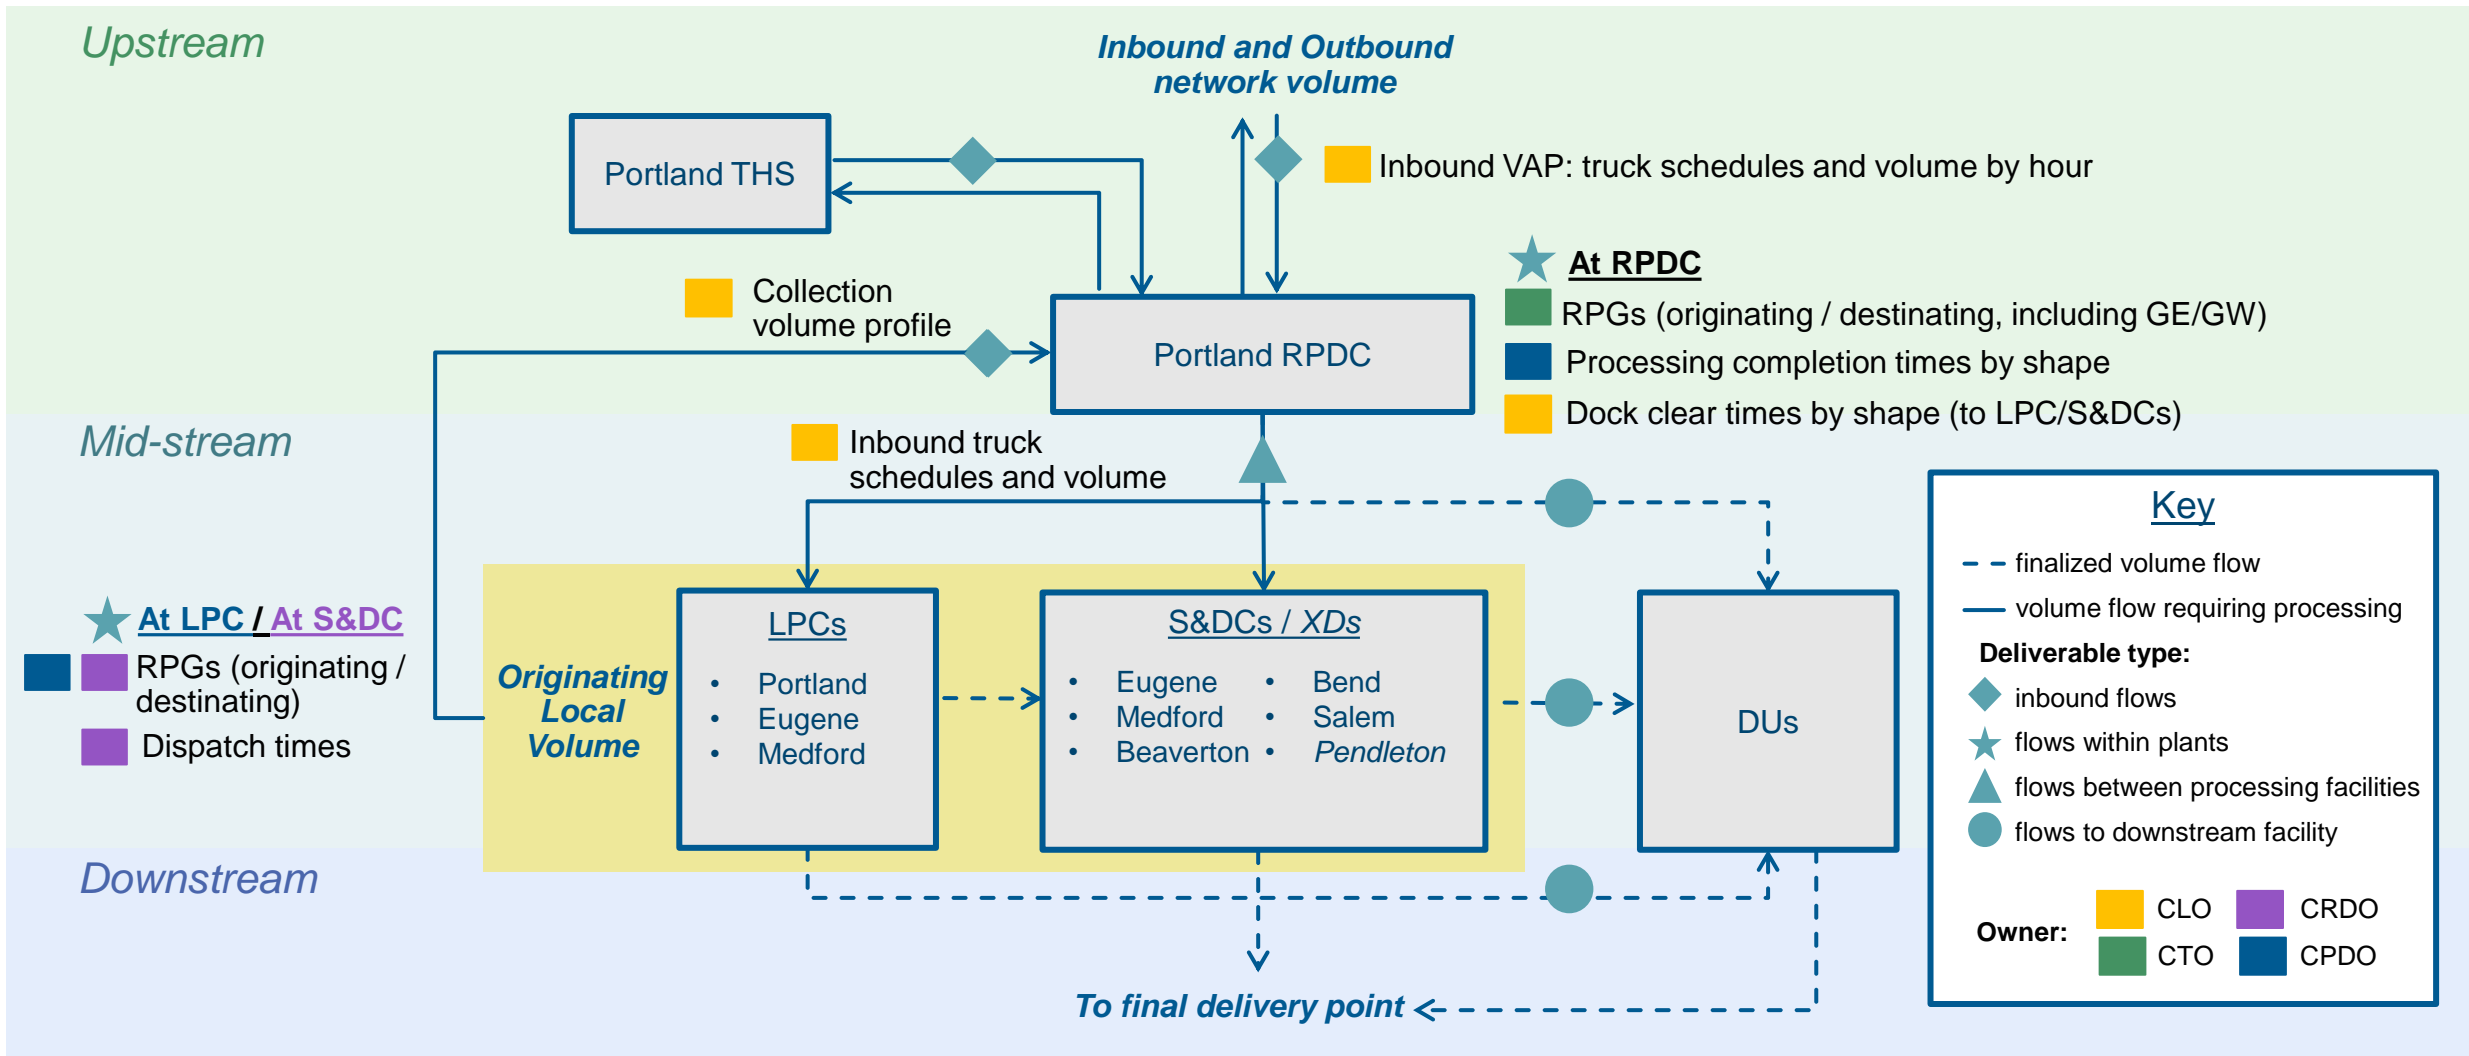 Upstream
Inbound and Outbound
network volume
Portland THS
Inbound VAP: truck schedules and volume by hour
At RPDC
RPGs (originating / destinating, including GE/GW)
Processing completion times by shape
Dock clear times by shape (to LPC/S&DCs)
Collection
volume profile
Portland RPDC
Mid-stream
Inbound truck
schedules and volume
At LPC / At S&DC
RPGs (originating /
destinating)
Dispatch times
Originating
Local
Volume
LPCs
• Portland
• Eugene
• Medford
S&DCs / XDs
• Eugene
• Medford
• Beaverton
• Bend
• Salem
• Pendleton
DUs
Key
finalized volume flow
volume flow requiring processing
Deliverable type:
inbound flows
flows within plants
flows between processing facilities
flows to downstream facility
Owner:
CLO
CRDO
CTO
CPDO
Downstream
To final delivery point